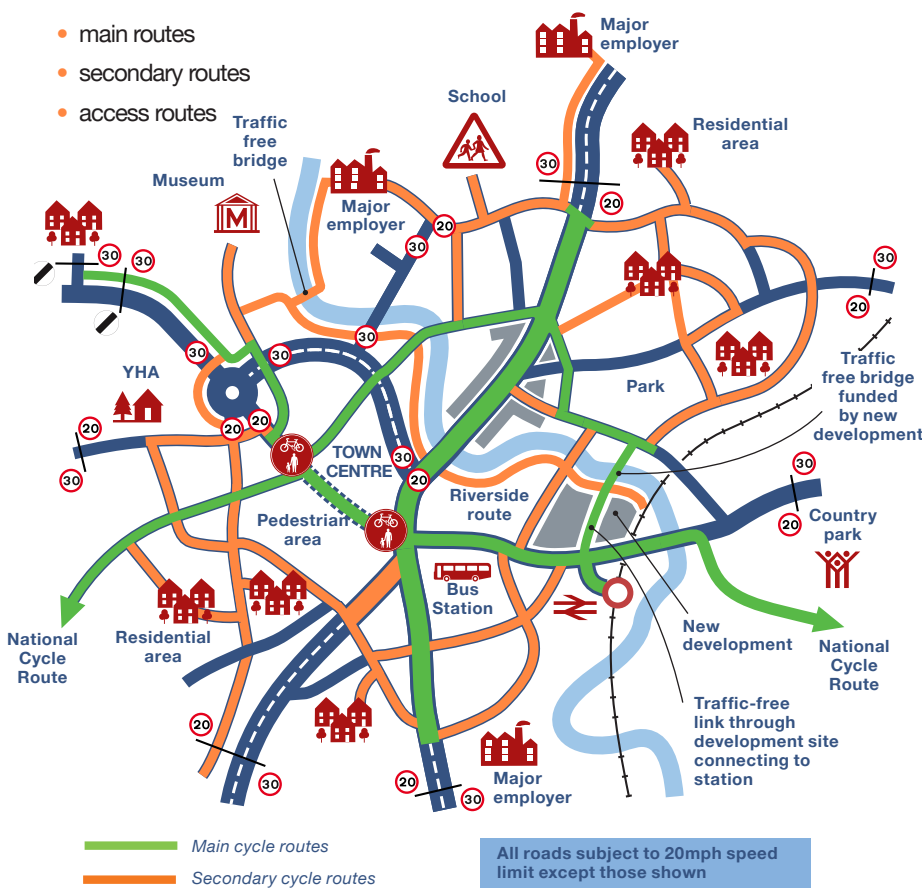 • main routes
• secondary routes
• access routes
Major
employer
School
Traffic
free
bridge
Residential
area
Museum
Major
employer
M
30
20
20
30
30
30
30
20
30
30
30
YHA
Park
Traffic
free bridge
funded
by new
development
20
20
20
30
TOWN
CENTRE
30
20
Riverside
route
Pedestrian
area
30
20
Country
park
Bus
Station
National
Cycle
Route
Residential
area
New
development
National
Cycle
Route
Traffic-free
link through
development site
connecting to
station
20
30
20
30
Major
employer
Main cycle routes
Secondary cycle routes
All roads subject to 20mph speed
limit except those shown